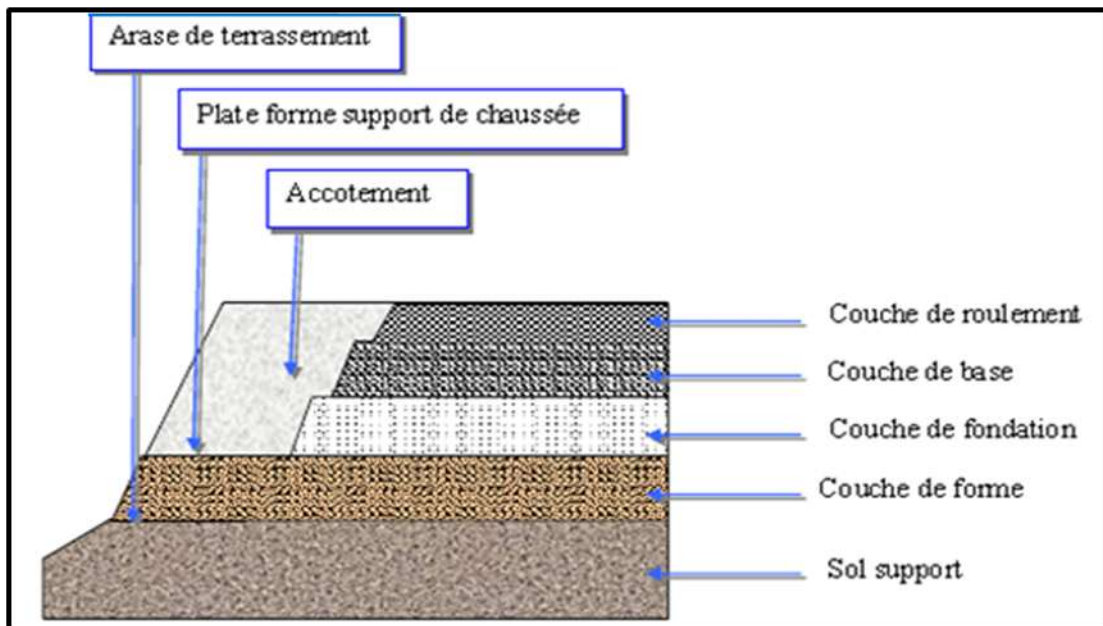 Arase de terrassement
Plate forme support de chaussée
Accotement
Couche de roulement
Couche de base
Couche de fondation
Couche de forme
Sol support